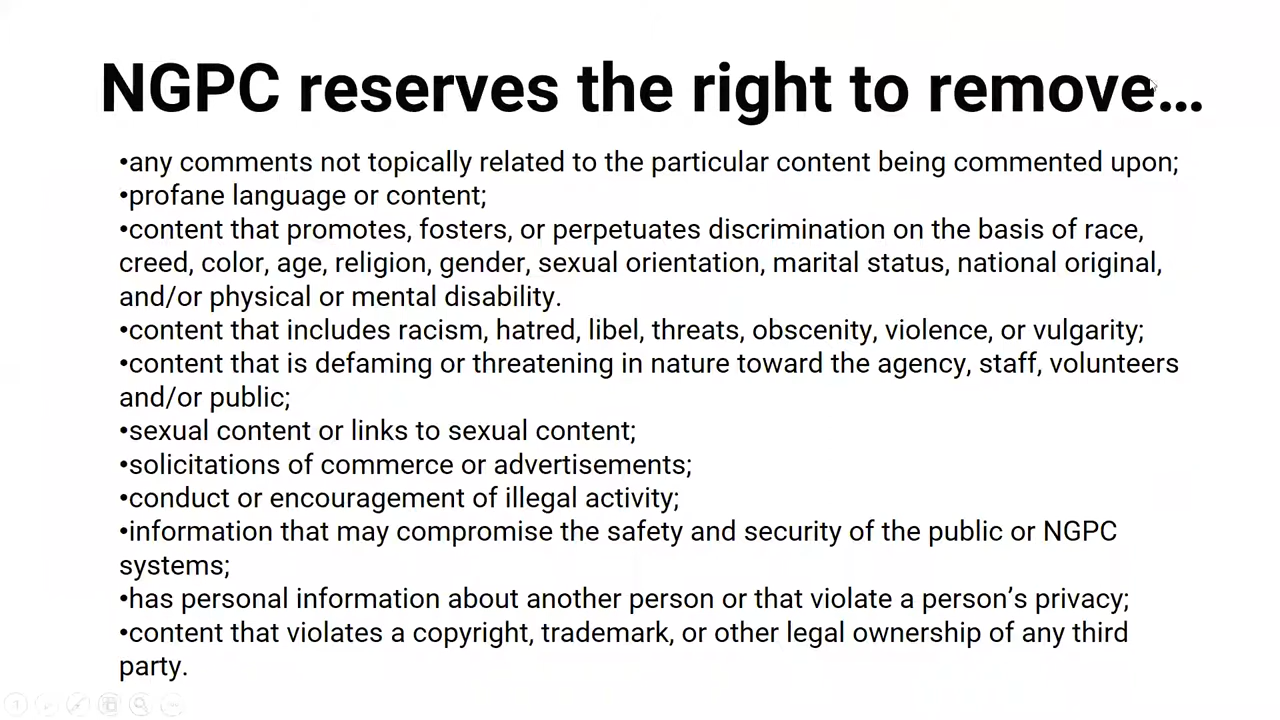 NGPC reserves the right to remove...
•any comments not topically related to the particular content being commented upon;
•profane language or content;
•content that promotes, fosters, or perpetuates discrimination on the basis of race,
creed, color, age, religion, gender, sexual orientation, marital status, national original,
and/or physical or mental disability.
•content that includes racism, hatred, libel, threats, obscenity, violence, or vulgarity;
•content that is defaming or threatening in nature toward the agency, staff, volunteers
and/or public;
•sexual content or links to sexual content;
•solicitations of commerce or advertisements;
•conduct or encouragement of illegal activity;
•information that may compromise the safety and security of the public or NGPC
systems;
•has personal information about another person or that violate a person’s privacy;
•content that violates a copyright, trademark, or other legal ownership of any third
party.